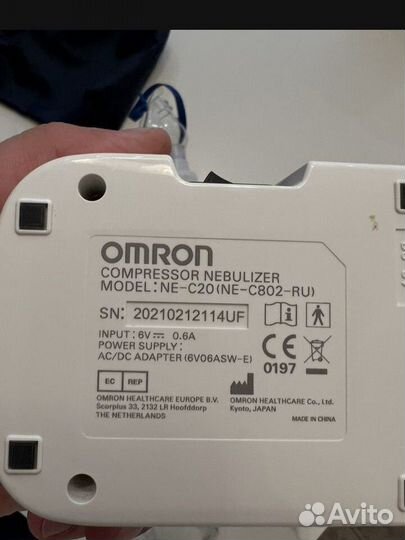 OMRON
COMPRESSOR NEBULIZER
MODEL: NE-C20(NE-C802-RU)
SN: 20210212114UF
INPUT: 6V⎓ 0.6A
POWER SUPPLY:
AC/DC ADAPTER (6V06ASW-E)
CE
0197
EC REP
OMRON HEALTHCARE EUROPE B.V.
Scorpius 33, 2132 LR Hoofddorp
THE NETHERLANDS
OMRON HEALTHCARE Co., Ltd.
Kyoto, JAPAN
MADE IN CHINA
Avito